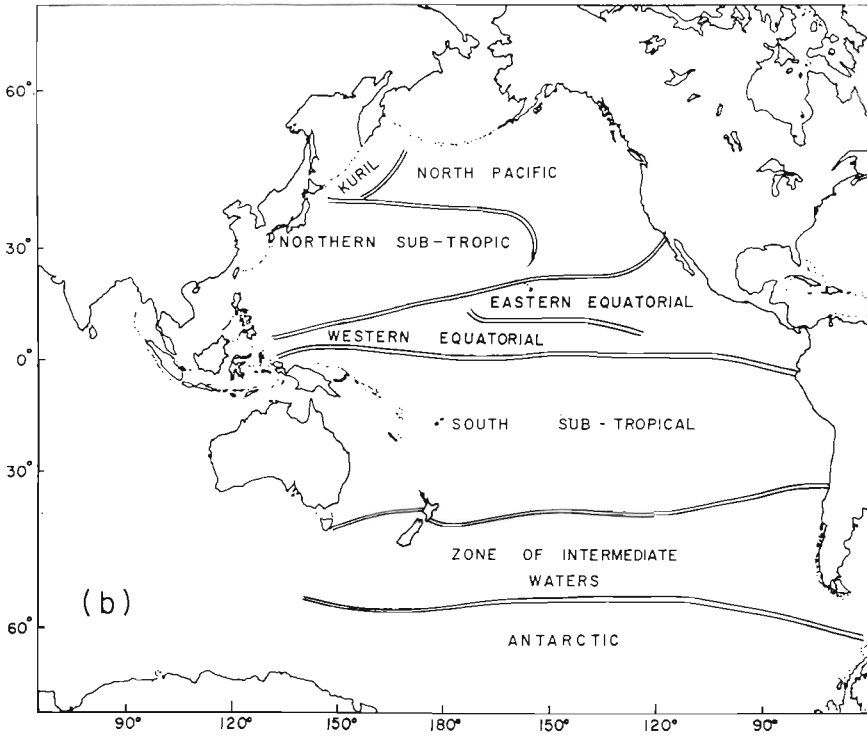 60°
KURIL
NORTH PACIFIC
NORTHERN SUB-TROPIC
30°
EASTERN EQUATORIAL
WESTERN EQUATORIAL
0°
SOUTH SUB-TROPICAL
30°
ZONE OF INTERMEDIATE
WATERS
(b)
60°
ANTARCTIC
90° 120° 150° 180° 150° 120° 90°